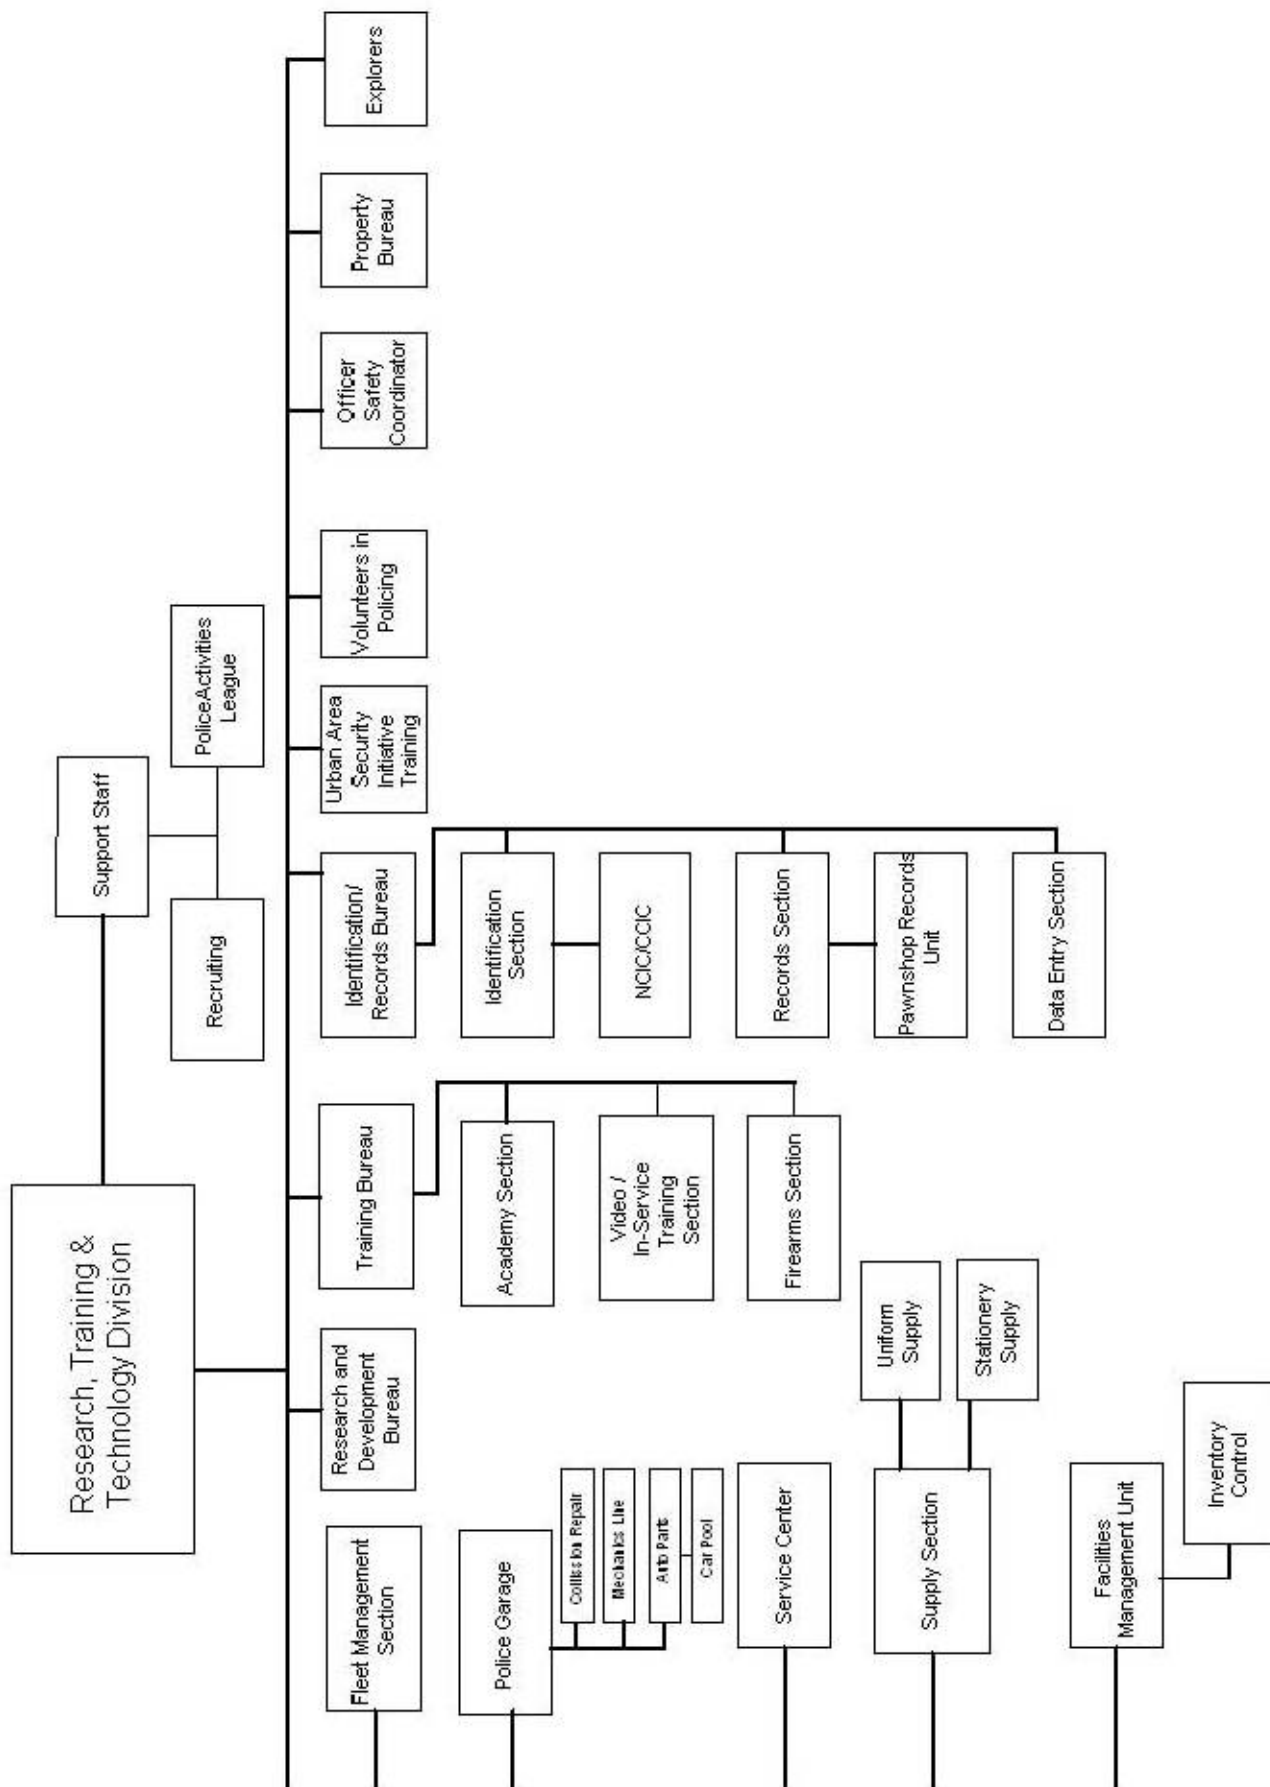 Research, Training &
Technology Division
Support Staff
Recruiting
PoliceActivities
League
Fleet Management
Section
Research and
Development
Bureau
Training Bureau
Identification/
Records Bureau
Urban Area
Security
Initiative
Training
Volunteers in
Policing
Officer
Safety
Coordinator
Property
Bureau
Explorers
Police Garage
Collission Repair
Mechanics Line
Auto Parts
Car Pool
Academy Section
Identification
Section
Video /
In-Service
Training
Section
NCIC/CCIC
Service Center
Firearms Section
Records Section
Supply Section
Uniform
Supply
Stationery
Supply
Pawnshop Records
Unit
Data Entry Section
Facilities
Management Unit
Inventory
Control